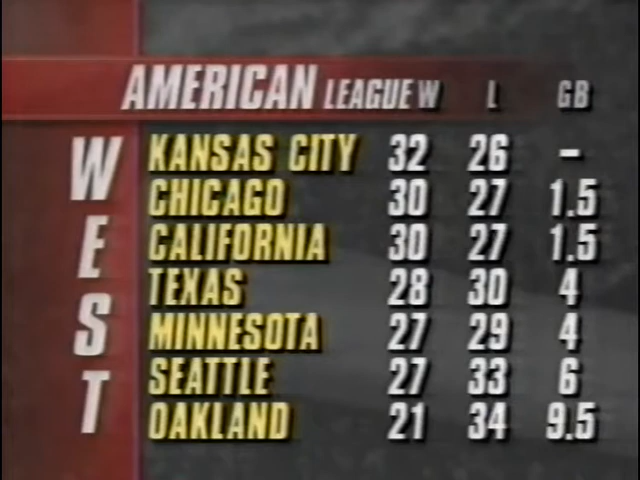 AMERICAN LEAGUE W L GB
WEST
KANSAS CITY 32 26 –
CHICAGO 30 27 1.5
CALIFORNIA 30 27 1.5
TEXAS 28 30 4
MINNESOTA 27 29 4
SEATTLE 27 33 6
OAKLAND 21 34 9.5